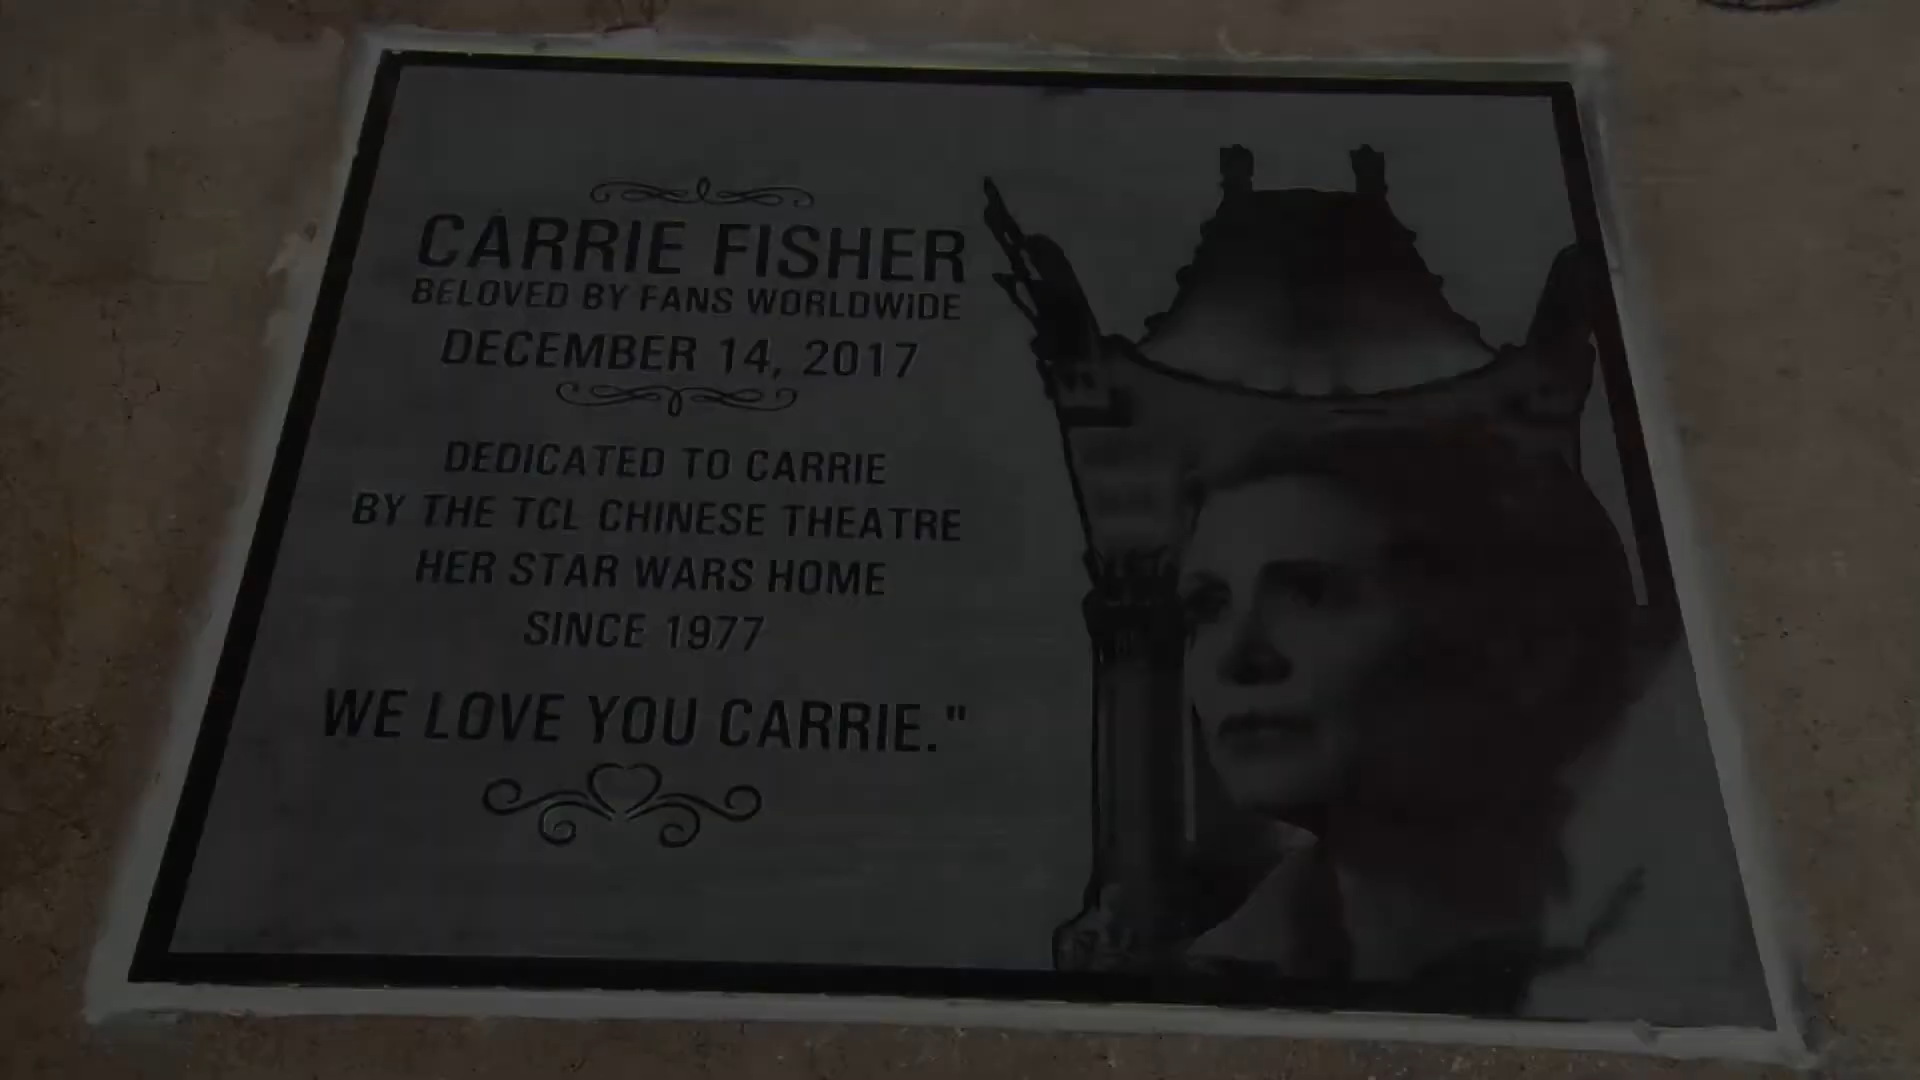 CARRIE FISHER
BELOVED BY FANS WORLDWIDE
DECEMBER 14, 2017
DEDICATED TO CARRIE
BY THE TCL CHINESE THEATRE
HER STAR WARS HOME
SINCE 1977
WE LOVE YOU CARRIE."